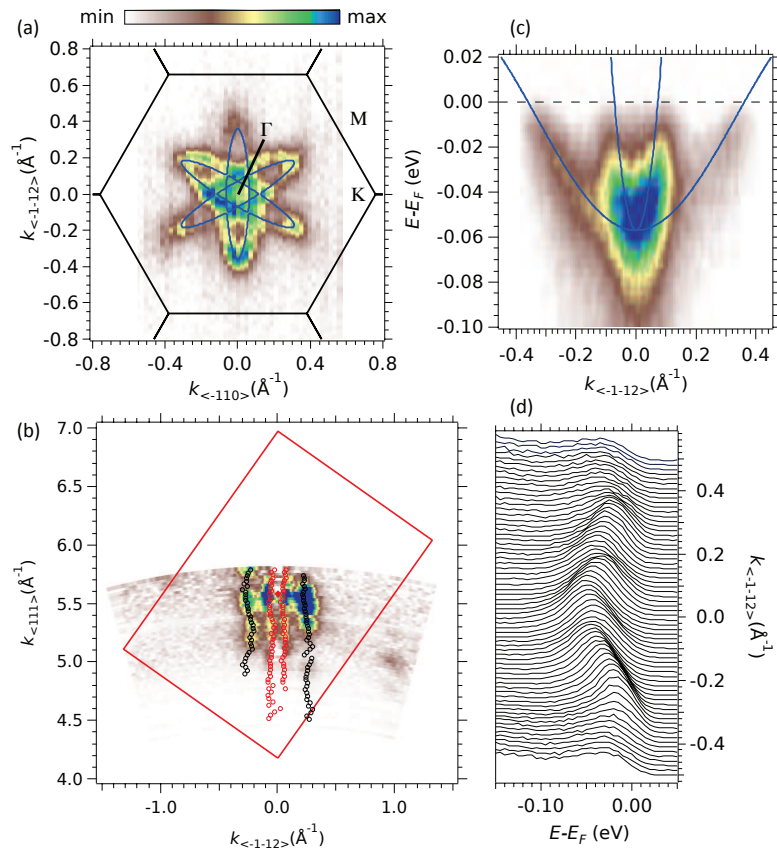 (a) min max
0.8
0.6
0.4
0.2
0.0
-0.2
-0.4
-0.6
-0.8
k<-1-12>(Å-1)
Γ
M
K
-0.8 -0.4 0.0 0.4 0.8
k<-110>(Å-1)
(c)
0.02
0.00
-0.02
-0.04
-0.06
-0.08
-0.10
E-EF (eV)
-0.4 -0.2 0.0 0.2 0.4
k<-1-12>(Å-1)
(b)
7.0
6.5
6.0
5.5
5.0
4.5
4.0
k<111>(Å-1)
-1.0 0.0 1.0
k<-1-12>(Å-1)
(d)
0.4
0.2
0.0
-0.2
-0.4
k<-1-12>(Å-1)
-0.10 0.00
E-EF (eV)